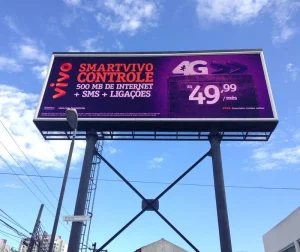 vivo
SMARTVIVO
CONTROLE
500 MB DE INTERNET
+ SMS + LIGAÇÕES
4G
R$ 49,99
/mês